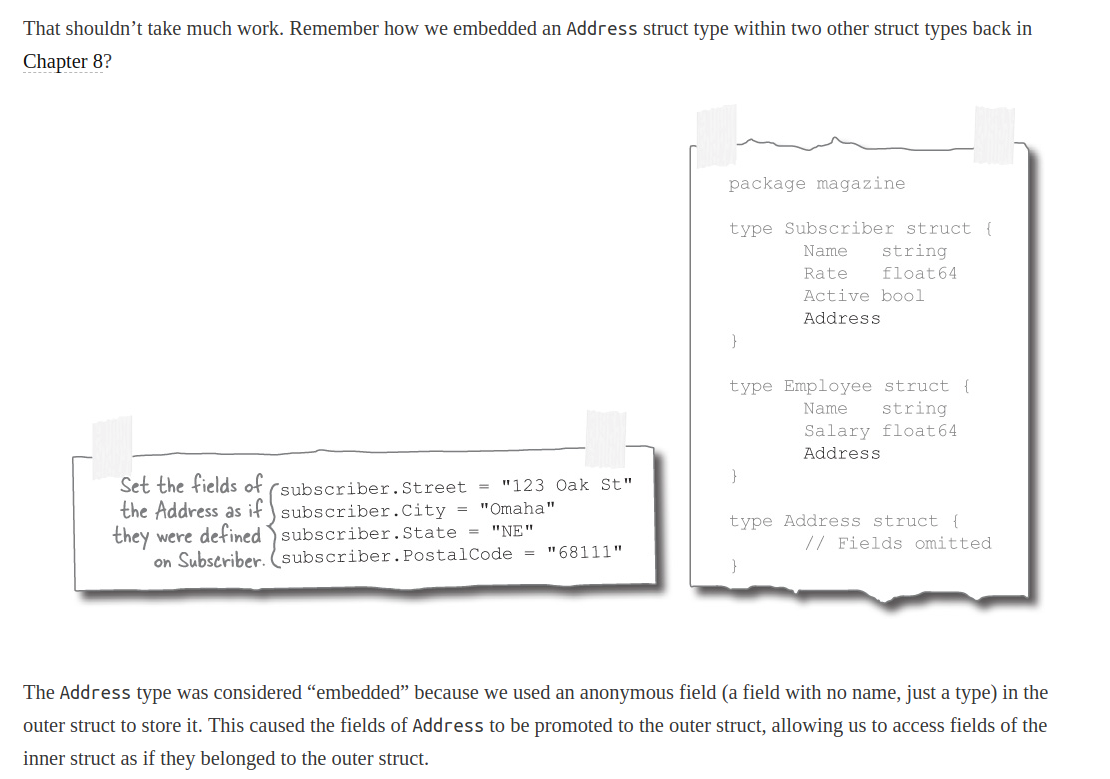 That shouldn’t take much work. Remember how we embedded an Address struct type within two other struct types back in
Chapter 8?
package magazine
type Subscriber struct {
Name string
Rate float64
Active bool
Address
}
type Employee struct {
Name string
Salary float64
Address
}
type Address struct {
// Fields omitted
}
Set the fields of
the Address as if
they were defined
on Subscriber.
subscriber.Street = "123 Oak St"
subscriber.City = "Omaha"
subscriber.State = "NE"
subscriber.PostalCode = "68111"
The Address type was considered “embedded” because we used an anonymous field (a field with no name, just a type) in the
outer struct to store it. This caused the fields of Address to be promoted to the outer struct, allowing us to access fields of the
inner struct as if they belonged to the outer struct.